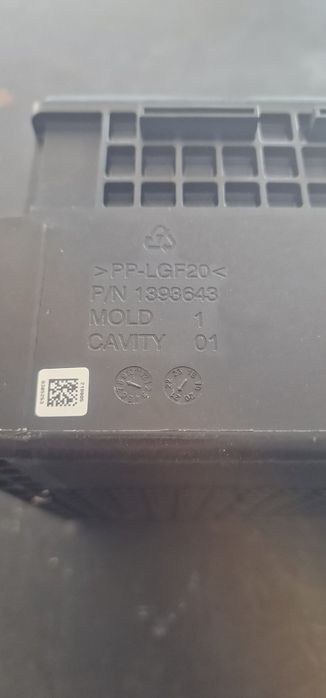 >PP-LGF20<
P/N 1393643
MOLD 1
CAVITY 01